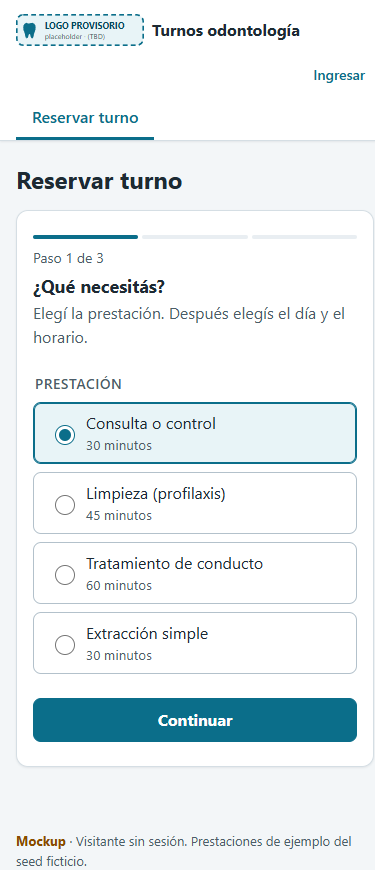 LOGO PROVISORIO
placeholder · (TBD)
Turnos odontología
Ingresar
Reservar turno
Reservar turno
Paso 1 de 3
¿Qué necesitás?
Elegí la prestación. Después elegís el día y el
horario.
PRESTACIÓN
Consulta o control
30 minutos
Limpieza (profilaxis)
45 minutos
Tratamiento de conducto
60 minutos
Extracción simple
30 minutos
Continuar
Mockup · Visitante sin sesión. Prestaciones de ejemplo del
seed ficticio.